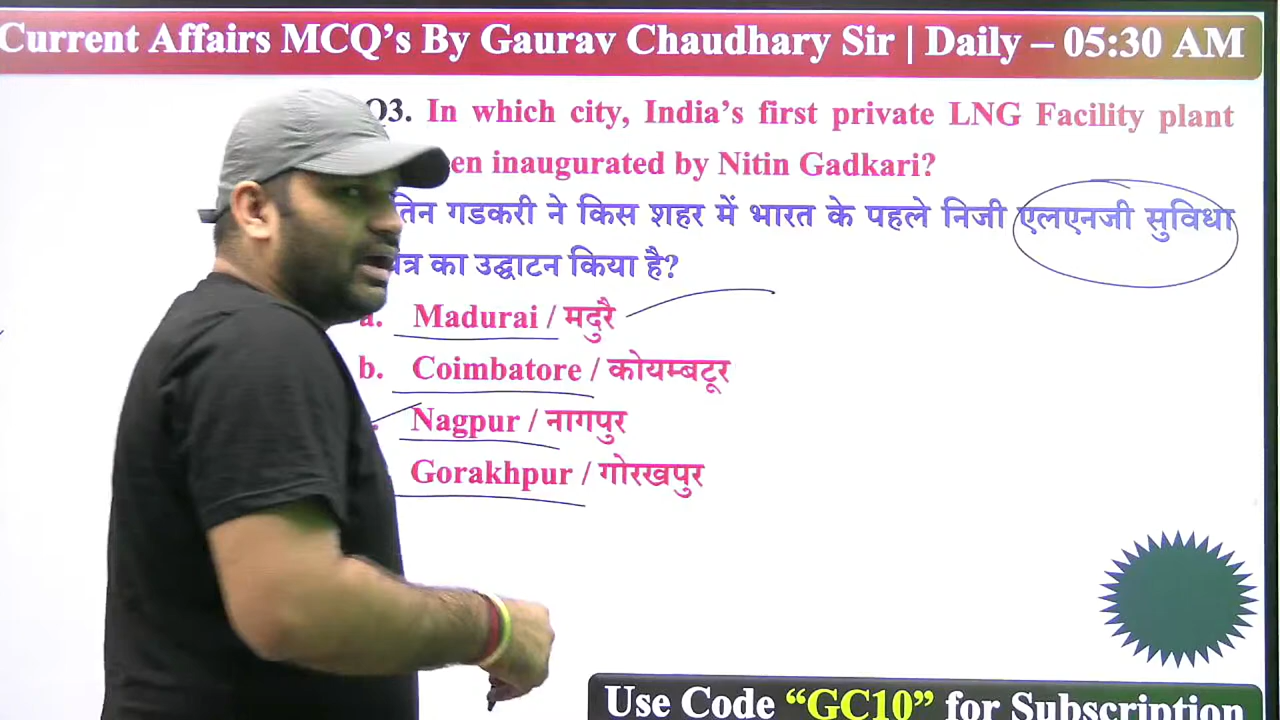 Current Affairs MCQ's By Gaurav Chaudhary Sir | Daily – 05:30 AM
Q3. In which city, India's first private LNG Facility plant
inaugurated by Nitin Gadkari?
गडकरी ने किस शहर में भारत के पहले निजी एलएनजी सुविधा
का उद्घाटन किया है?
a. Madurai / मदुरै
b. Coimbatore / कोयम्बटूर
Nagpur / नागपुर
Gorakhpur / गोरखपुर
Use Code “GC10” for Subscription